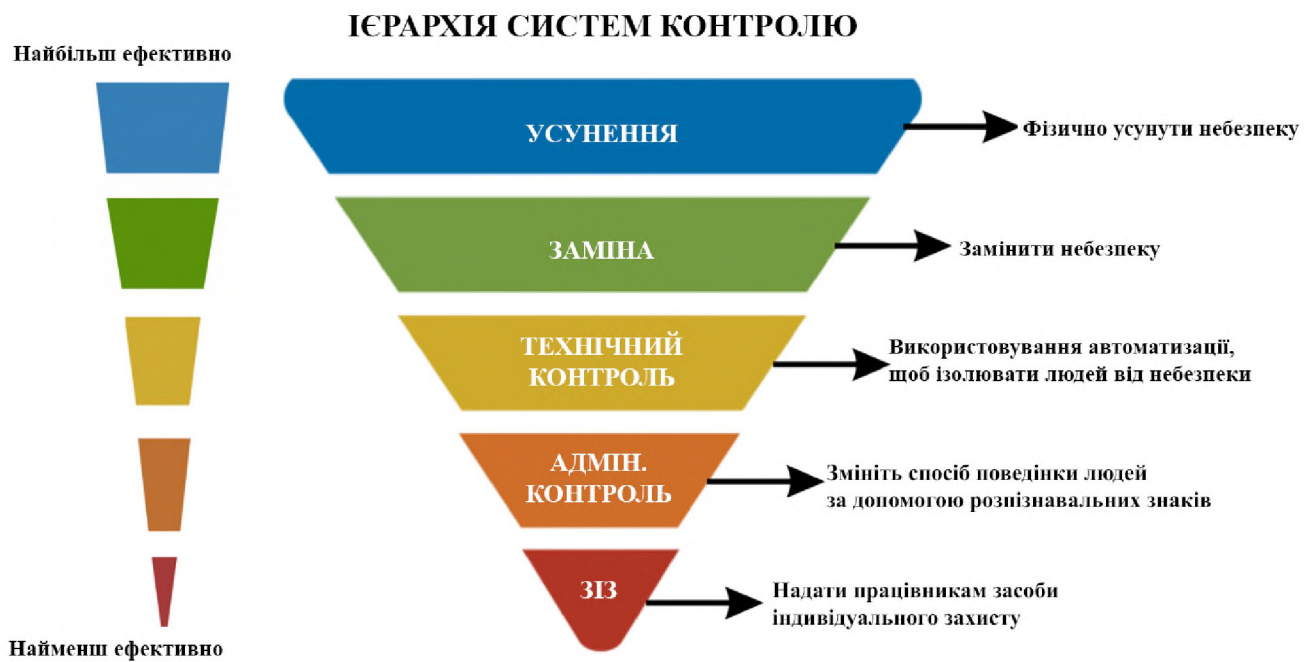 ІЄРАРХІЯ СИСТЕМ КОНТРОЛЮ
Найбільш ефективно
УСУНЕННЯ
Фізично усунути небезпеку
ЗАМІНА
Замінити небезпеку
ТЕХНІЧНИЙ
КОНТРОЛЬ
Використовування автоматизації,
щоб ізолювати людей від небезпеки
АДМІН.
КОНТРОЛЬ
Змініть спосіб поведінки людей
за допомогою розпізнавальних знаків
ЗІЗ
Надати працівникам засоби
індивідуального захисту
Найменш ефективно